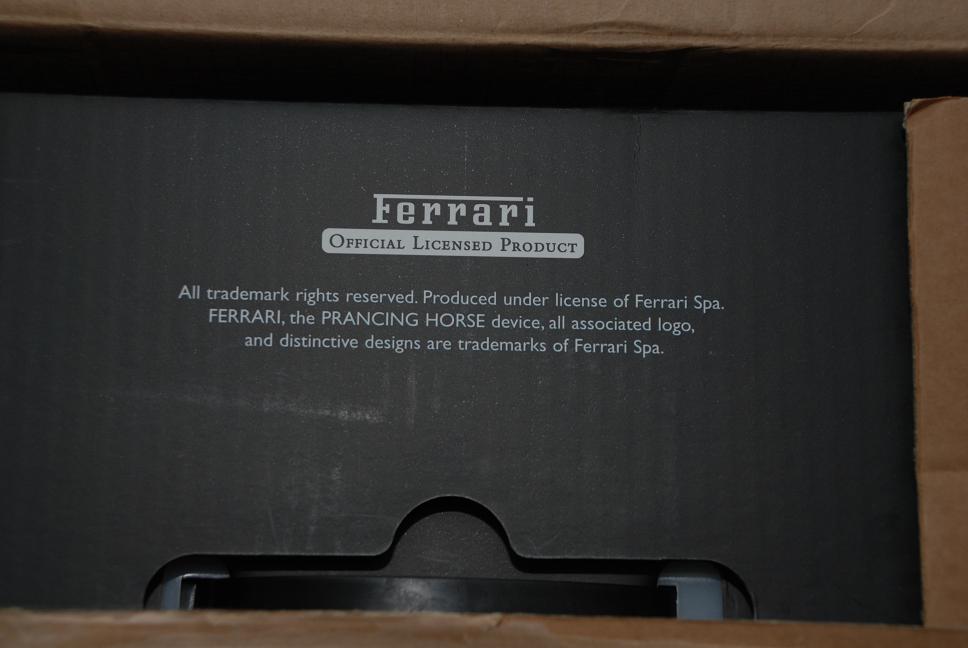 Ferrari
OFFICIAL LICENSED PRODUCT
All trademark rights reserved. Produced under license of Ferrari Spa.
FERRARI, the PRANCING HORSE device, all associated logo,
and distinctive designs are trademarks of Ferrari Spa.